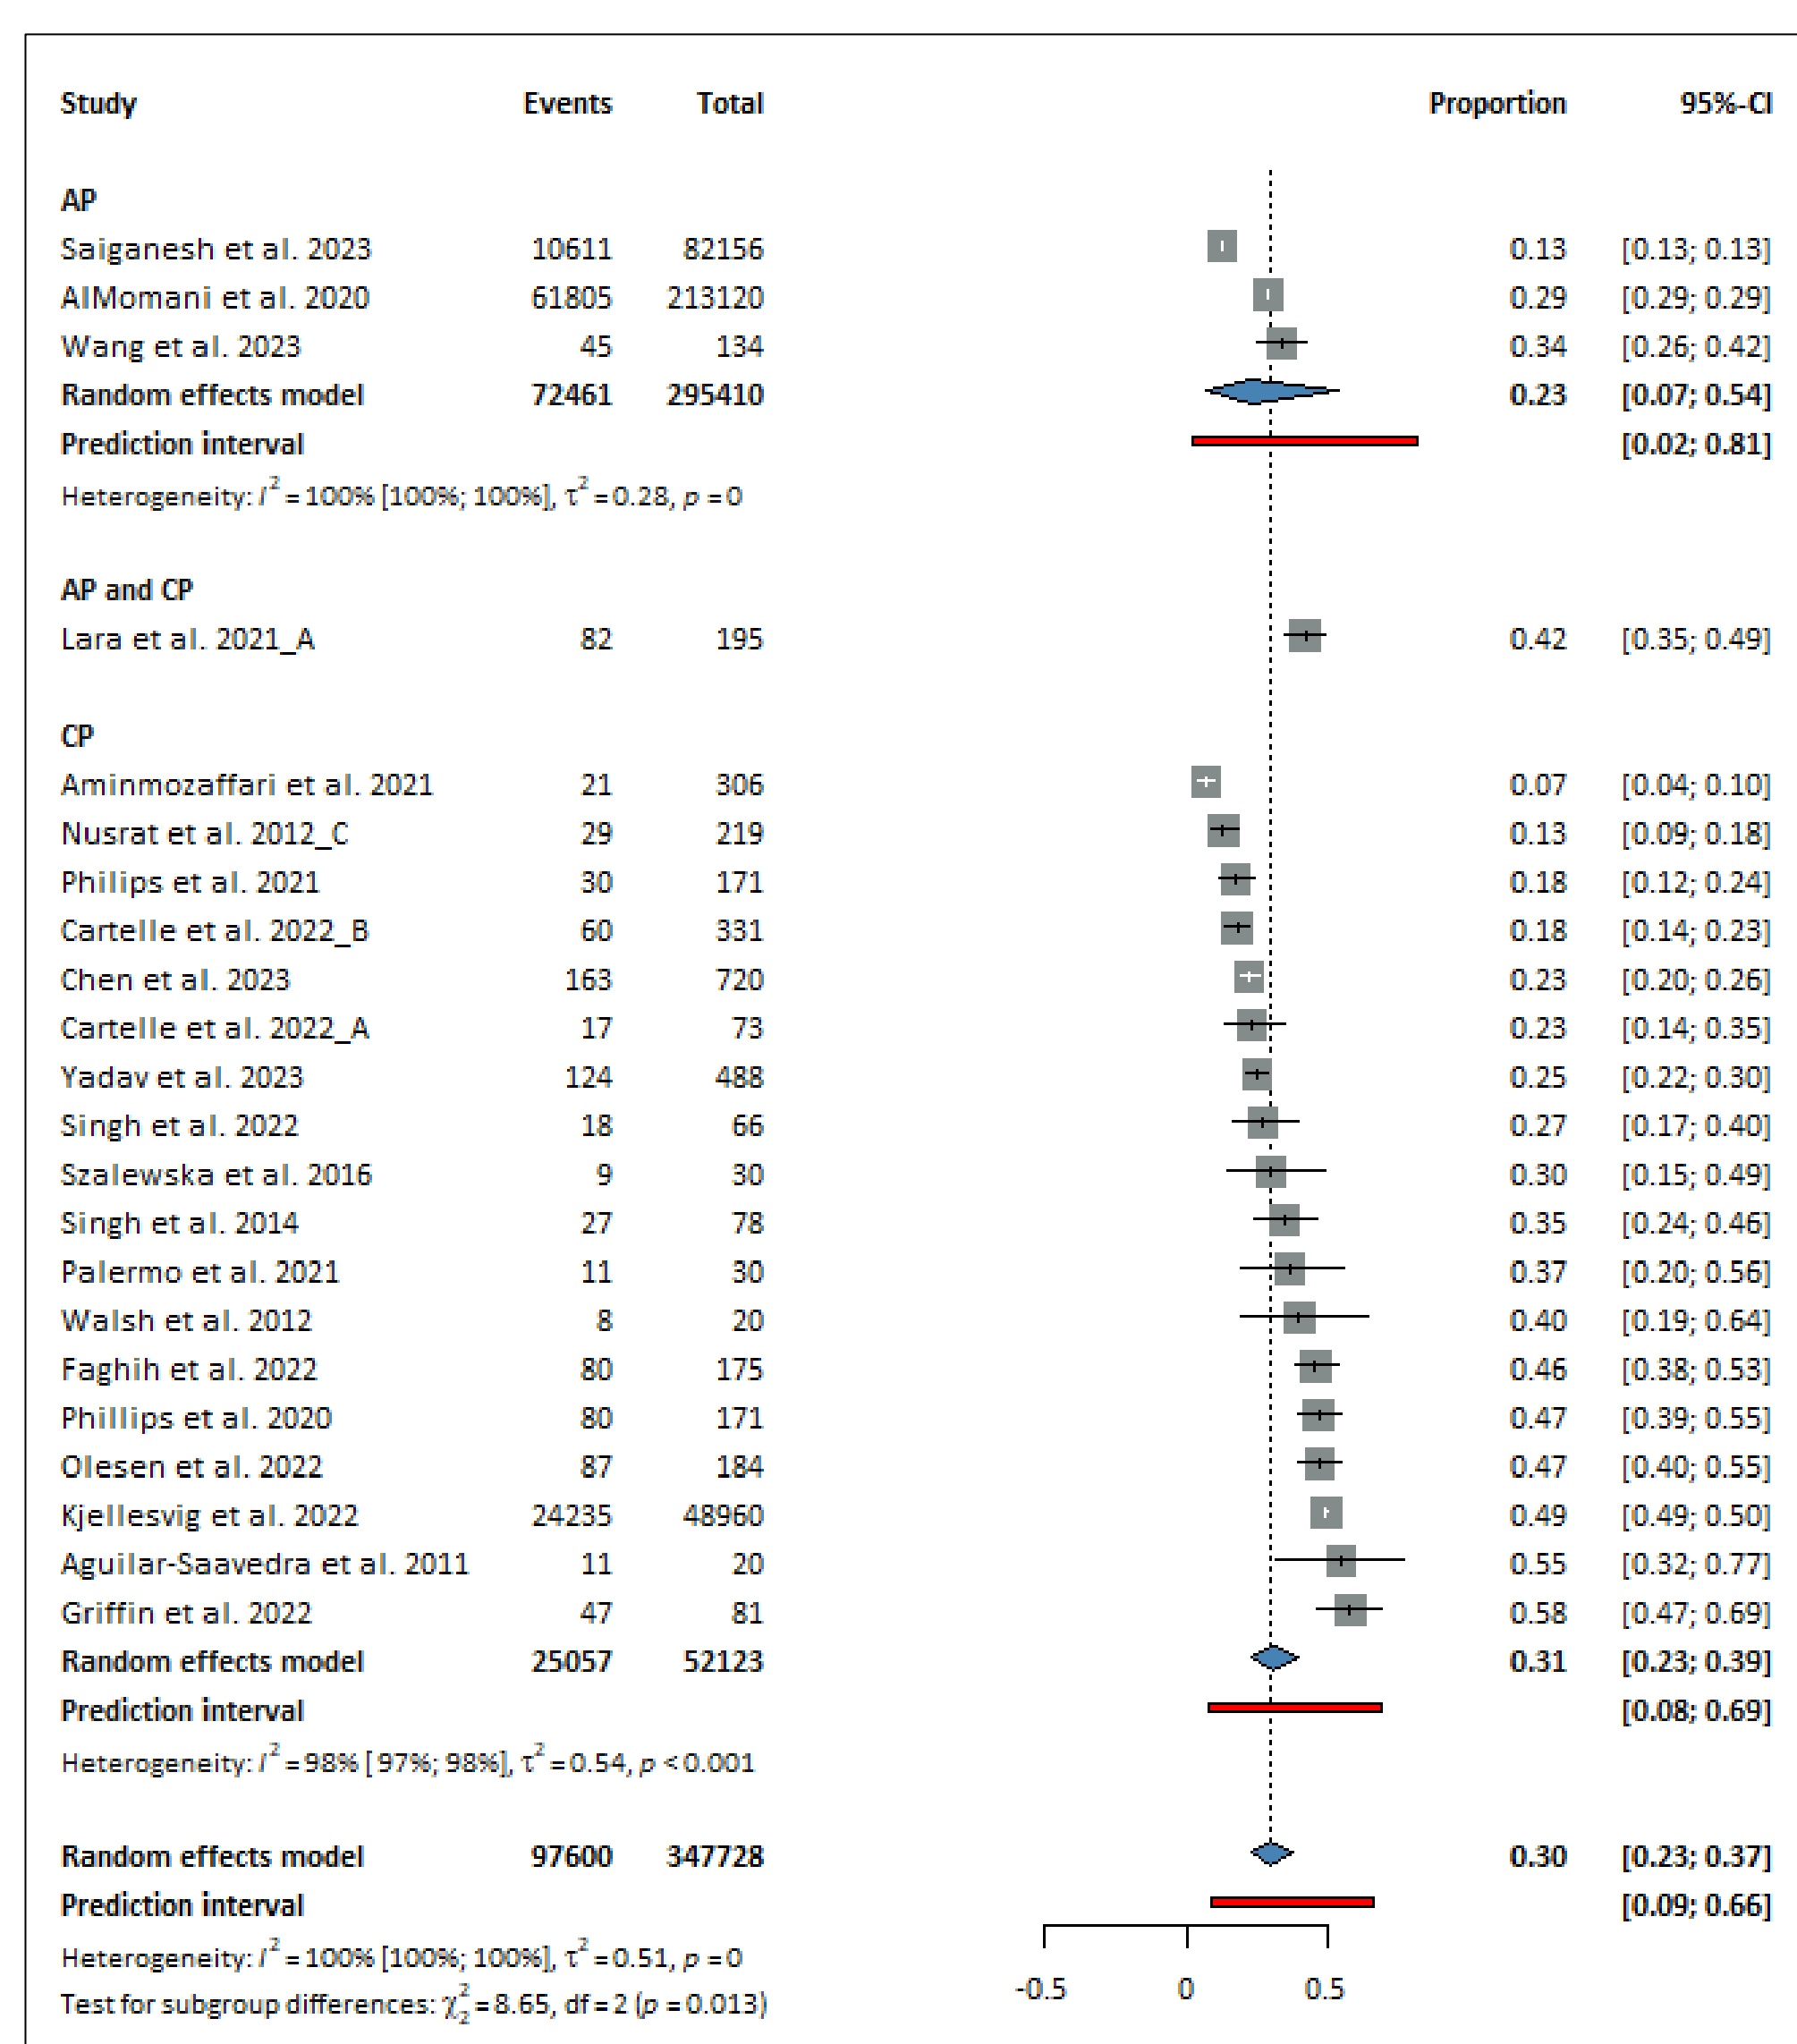 Study Events Total Proportion 95%-CI
AP
Saiganesh et al. 2023 10611 82156 0.13 [0.13; 0.13]
AlMomani et al. 2020 61805 213120 0.29 [0.29; 0.29]
Wang et al. 2023 45 134 0.34 [0.26; 0.42]
Random effects model 72461 295410 0.23 [0.07; 0.54]
Prediction interval [0.02; 0.81]
Heterogeneity: I² = 100% [100%; 100%], τ² = 0.28, p = 0
AP and CP
Lara et al. 2021_A 82 195 0.42 [0.35; 0.49]
CP
Aminmozaffari et al. 2021 21 306 0.07 [0.04; 0.10]
Nusrat et al. 2012_C 29 219 0.13 [0.09; 0.18]
Philips et al. 2021 30 171 0.18 [0.12; 0.24]
Cartelle et al. 2022_B 60 331 0.18 [0.14; 0.23]
Chen et al. 2023 163 720 0.23 [0.20; 0.26]
Cartelle et al. 2022_A 17 73 0.23 [0.14; 0.35]
Yadav et al. 2023 124 488 0.25 [0.22; 0.30]
Singh et al. 2022 18 66 0.27 [0.17; 0.40]
Szalewska et al. 2016 9 30 0.30 [0.15; 0.49]
Singh et al. 2014 27 78 0.35 [0.24; 0.46]
Palermo et al. 2021 11 30 0.37 [0.20; 0.56]
Walsh et al. 2012 8 20 0.40 [0.19; 0.64]
Faghih et al. 2022 80 175 0.46 [0.38; 0.53]
Phillips et al. 2020 80 171 0.47 [0.39; 0.55]
Olesen et al. 2022 87 184 0.47 [0.40; 0.55]
Kjellesvig et al. 2022 24235 48960 0.49 [0.49; 0.50]
Aguilar-Saavedra et al. 2011 11 20 0.55 [0.32; 0.77]
Griffin et al. 2022 47 81 0.58 [0.47; 0.69]
Random effects model 25057 52123 0.31 [0.23; 0.39]
Prediction interval [0.08; 0.69]
Heterogeneity: I² = 98% [97%; 98%], τ² = 0.54, p < 0.001
Random effects model 97600 347728 0.30 [0.23; 0.37]
Prediction interval [0.09; 0.66]
Heterogeneity: I² = 100% [100%; 100%], τ² = 0.51, p = 0
Test for subgroup differences: χ²₂ = 8.65, df = 2 (p = 0.013)
-0.5 0 0.5